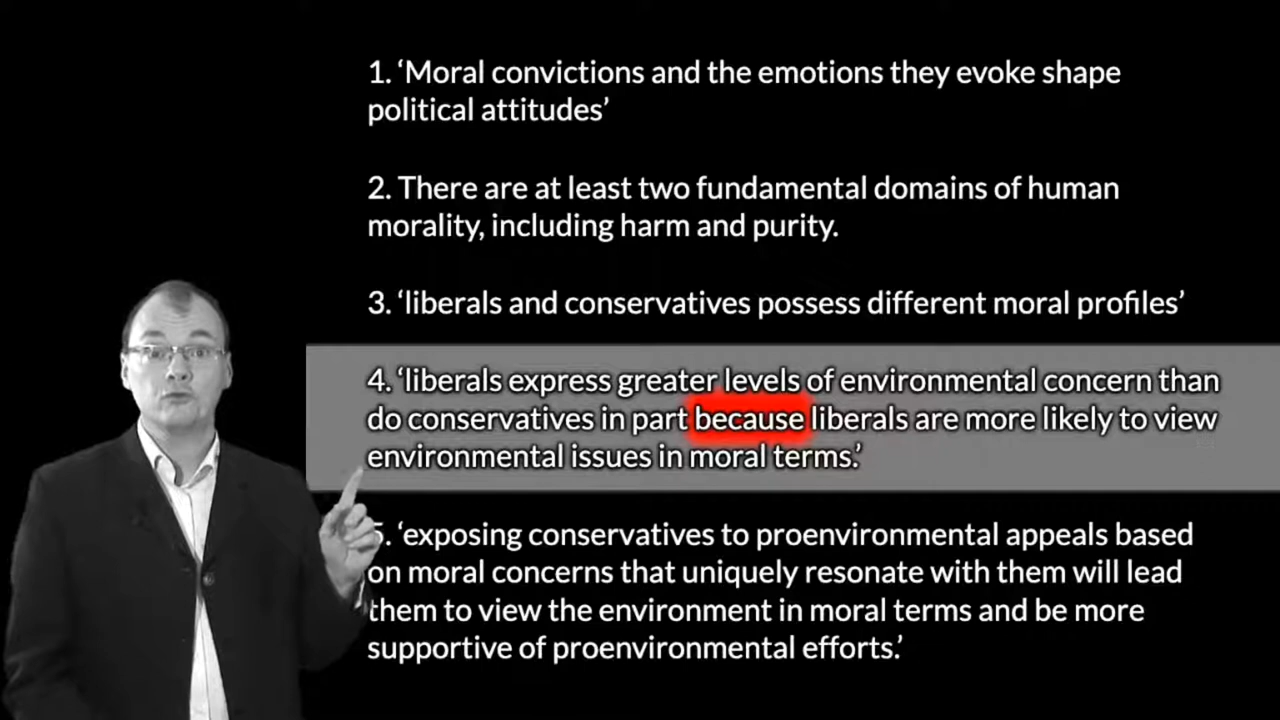 1. ‘Moral convictions and the emotions they evoke shape
political attitudes’
2. There are at least two fundamental domains of human
morality, including harm and purity.
3. ‘liberals and conservatives possess different moral profiles’
4. ‘liberals express greater levels of environmental concern than
do conservatives in part because liberals are more likely to view
environmental issues in moral terms.’
5. ‘exposing conservatives to proenvironmental appeals based
on moral concerns that uniquely resonate with them will lead
them to view the environment in moral terms and be more
supportive of proenvironmental efforts.’